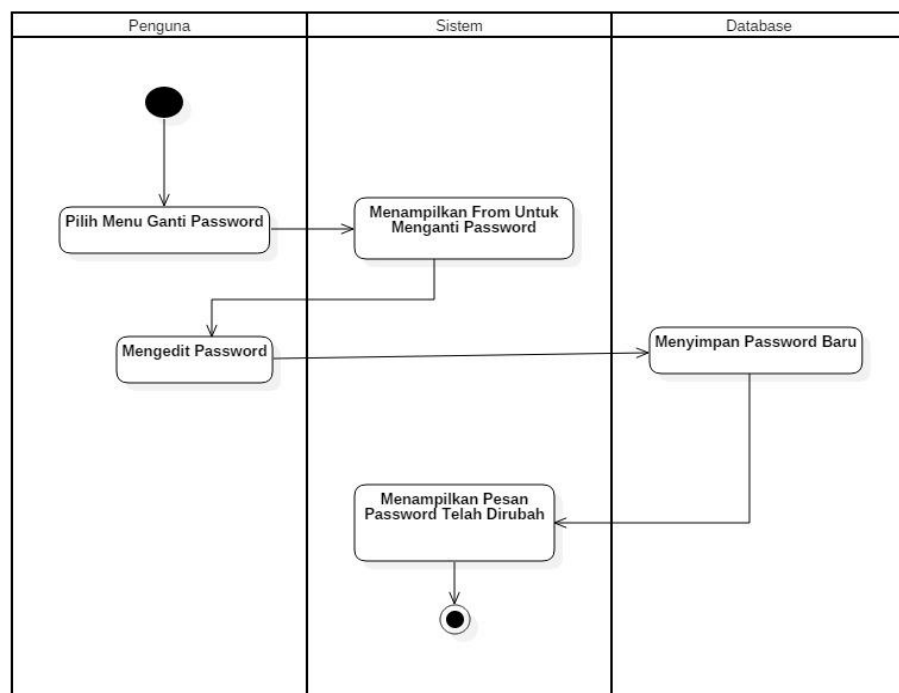 Penguna
Sistem
Database
Pilih Menu Ganti Password
Menampilkan From Untuk
Menganti Password
Mengedit Password
Menyimpan Password Baru
Menampilkan Pesan
Password Telah Dirubah